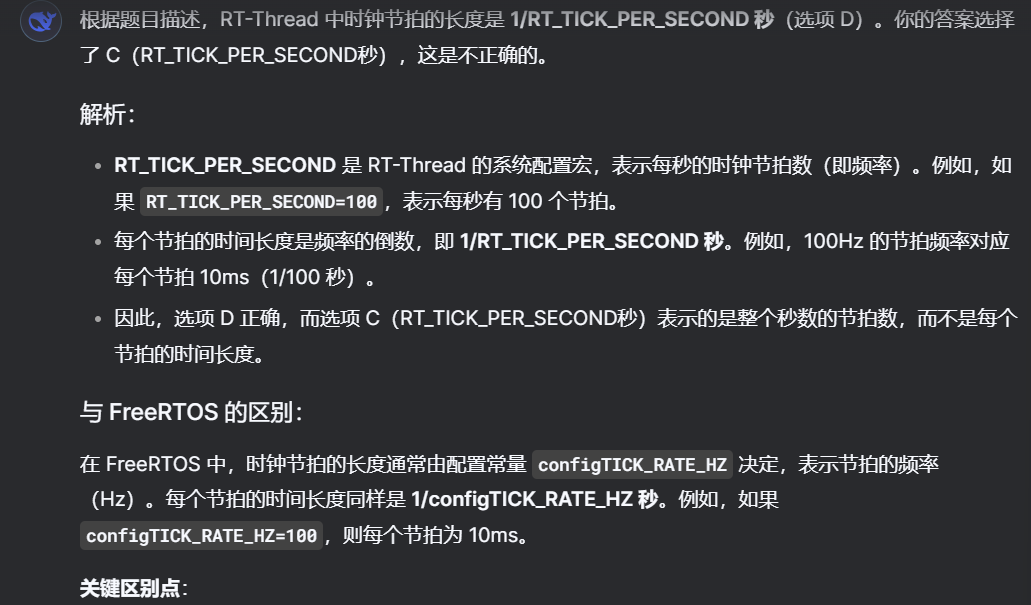 根据题目描述，RT-Thread 中时钟节拍的长度是 1/RT_TICK_PER_SECOND 秒（选项 D）。你的答案选择
了 C（RT_TICK_PER_SECOND秒），这是不正确的。
解析：
• RT_TICK_PER_SECOND 是 RT-Thread 的系统配置宏，表示每秒的时钟节拍数（即频率）。例如，如
果 RT_TICK_PER_SECOND=100，表示每秒有 100 个节拍。
• 每个节拍的时间长度是频率的倒数，即 1/RT_TICK_PER_SECOND 秒。例如，100Hz 的节拍频率对应
每个节拍 10ms（1/100 秒）。
• 因此，选项 D 正确，而选项 C（RT_TICK_PER_SECOND秒）表示的是整个秒数的节拍数，而不是每个
节拍的时间长度。
与 FreeRTOS 的区别：
在 FreeRTOS 中，时钟节拍的长度通常由配置常量 configTICK_RATE_HZ 决定，表示节拍的频率
（Hz）。每个节拍的时间长度同样是 1/configTICK_RATE_HZ 秒。例如，如果
configTICK_RATE_HZ=100，则每个节拍为 10ms。
关键区别点：